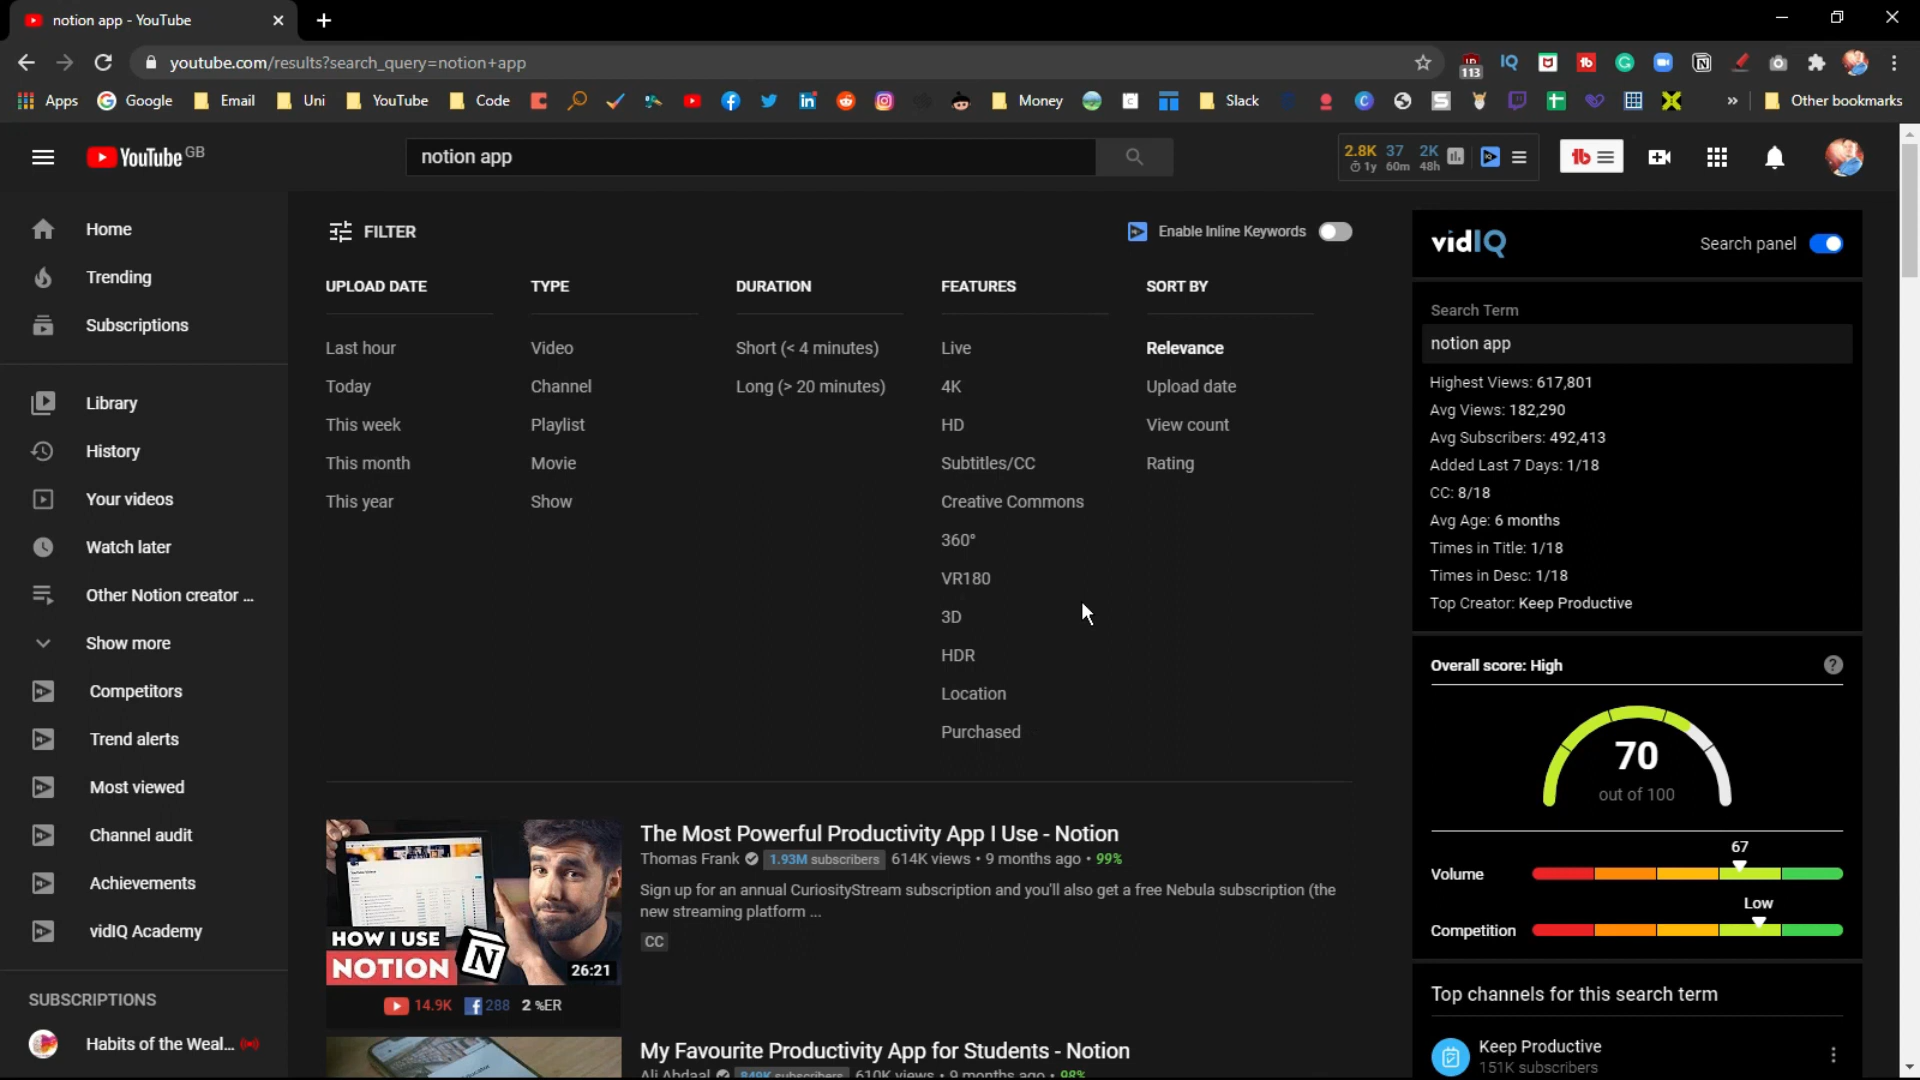 notion app - YouTube
youtube.com/results?search_query=notion+app
113
Apps Google Email Uni YouTube Code Money Slack » Other bookmarks
YouTube GB
notion app
2.8K 37 2K
1y 60m 48h
FILTER
Enable Inline Keywords
UPLOAD DATE TYPE DURATION FEATURES SORT BY
Last hour Video Short (< 4 minutes) Live Relevance
Today Channel Long (> 20 minutes) 4K Upload date
This week Playlist HD View count
This month Movie Subtitles/CC Rating
This year Show Creative Commons
360°
VR180
3D
HDR
Location
Purchased
Home
Trending
Subscriptions
Library
History
Your videos
Watch later
Other Notion creator ...
Show more
Competitors
Trend alerts
Most viewed
Channel audit
Achievements
vidIQ Academy
SUBSCRIPTIONS
Habits of the Weal...
HOW I USE
NOTION
26:21
14.9K 288 2 %ER
The Most Powerful Productivity App I Use - Notion
Thomas Frank 1.93M subscribers 614K views • 9 months ago • 99%
Sign up for an annual CuriosityStream subscription and you'll also get a free Nebula subscription (the
new streaming platform ...
CC
My Favourite Productivity App for Students - Notion
Ali Abdaal 849K subscribers 610K views • 9 months ago • 98%
vidIQ
Search panel
Search Term
notion app
Highest Views: 617,801
Avg Views: 182,290
Avg Subscribers: 492,413
Added Last 7 Days: 1/18
CC: 8/18
Avg Age: 6 months
Times in Title: 1/18
Times in Desc: 1/18
Top Creator: Keep Productive
Overall score: High
70
out of 100
67
Volume
Low
Competition
Top channels for this search term
Keep Productive
151K subscribers